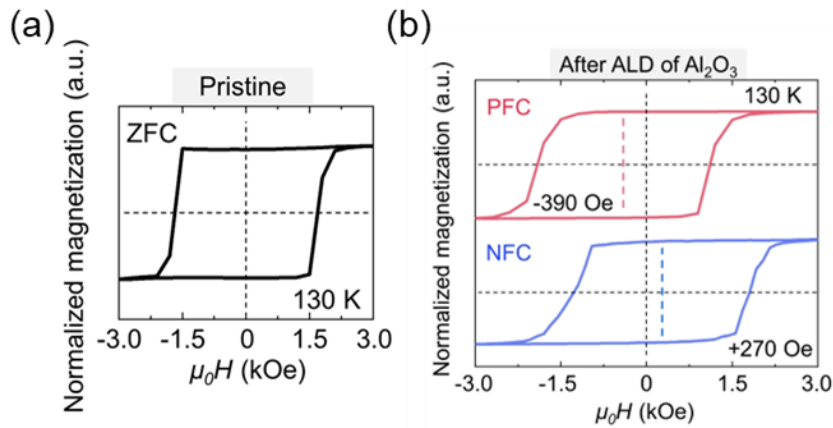 (a)
Pristine
Normalized magnetization (a.u.)
ZFC
130 K
-3.0 -1.5 0 1.5 3.0
μ₀H (kOe)
(b)
After ALD of Al₂O₃
Normalized magnetization (a.u.)
PFC
130 K
-390 Oe
NFC
+270 Oe
-3.0 -1.5 0 1.5 3.0
μ₀H (kOe)